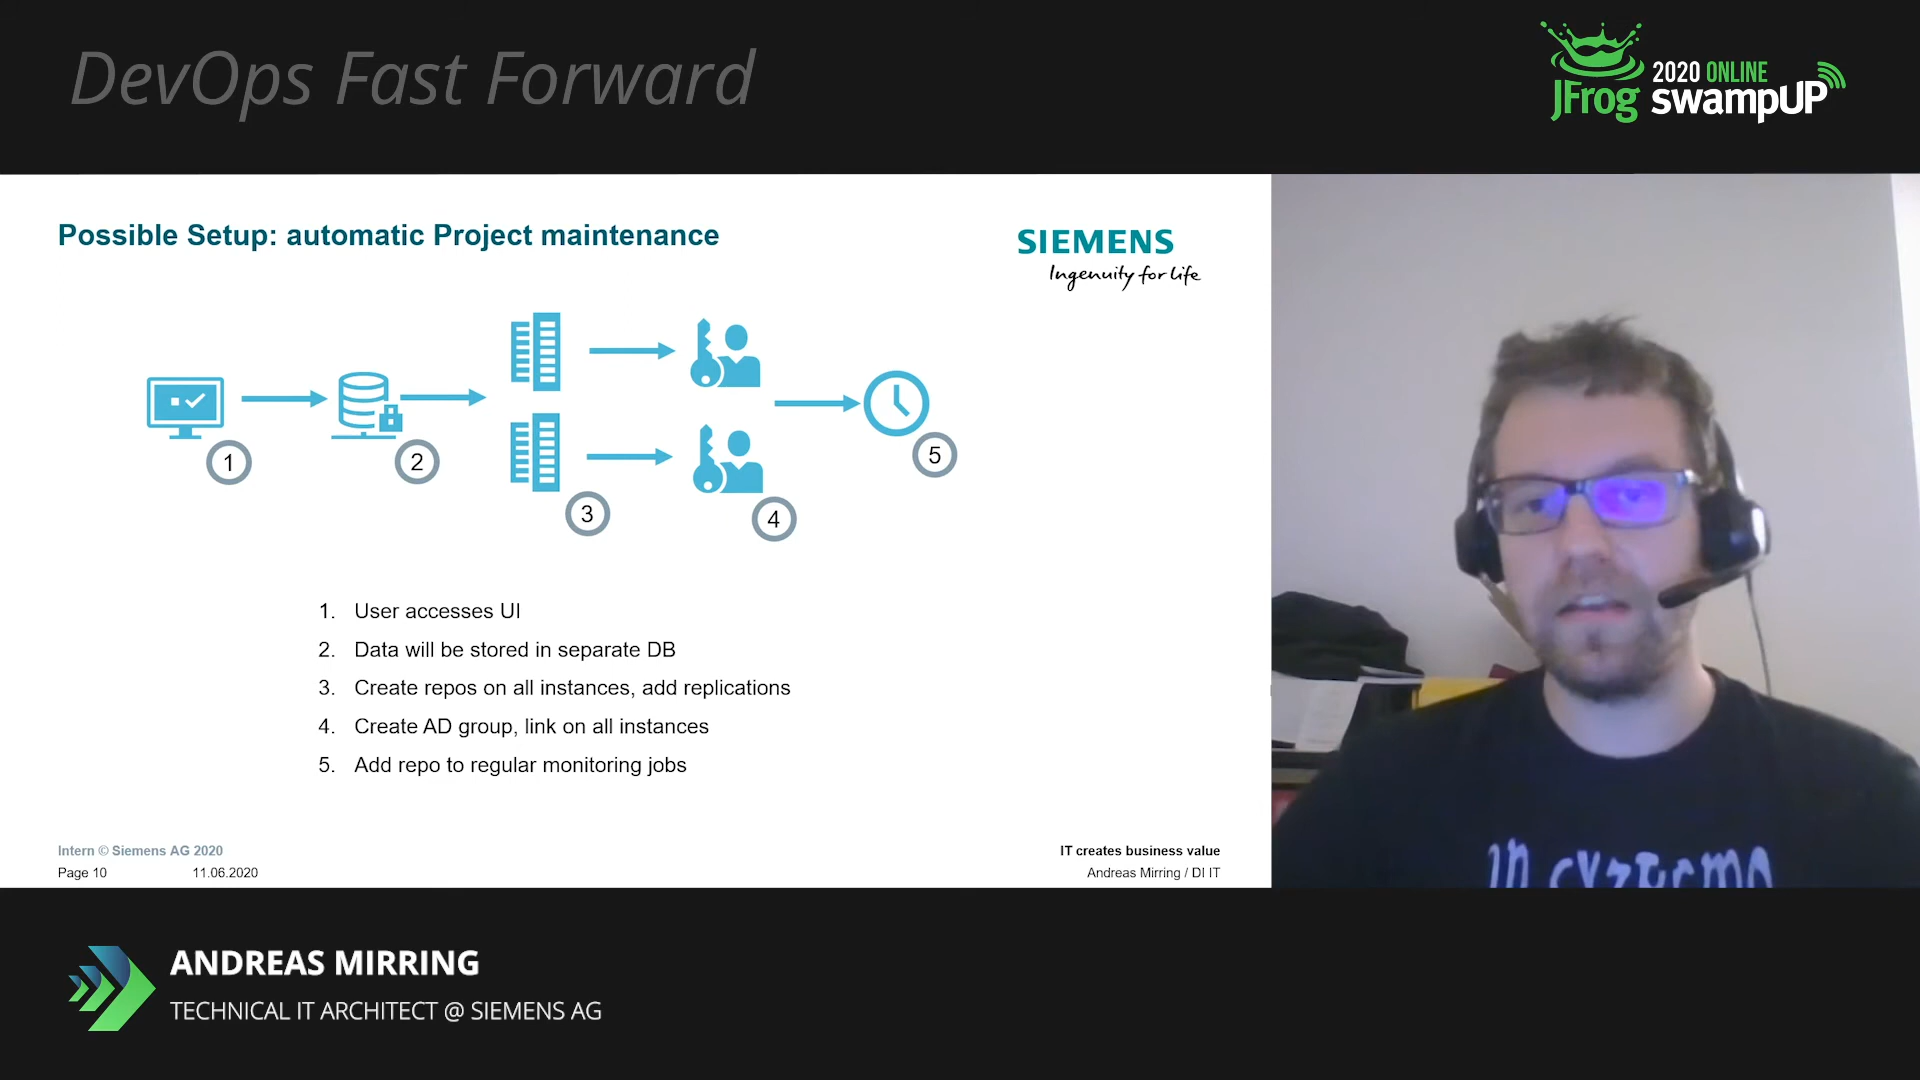 DevOps Fast Forward
JFrog
2020 ONLINE
swampUP
Possible Setup: automatic Project maintenance
SIEMENS
Ingenuity for life
1
2
3
4
5
1. User accesses UI
2. Data will be stored in separate DB
3. Create repos on all instances, add replications
4. Create AD group, link on all instances
5. Add repo to regular monitoring jobs
Intern © Siemens AG 2020
Page 10 11.06.2020
IT creates business value
Andreas Mirring / DI IT
In Extremo
ANDREAS MIRRING
TECHNICAL IT ARCHITECT @ SIEMENS AG